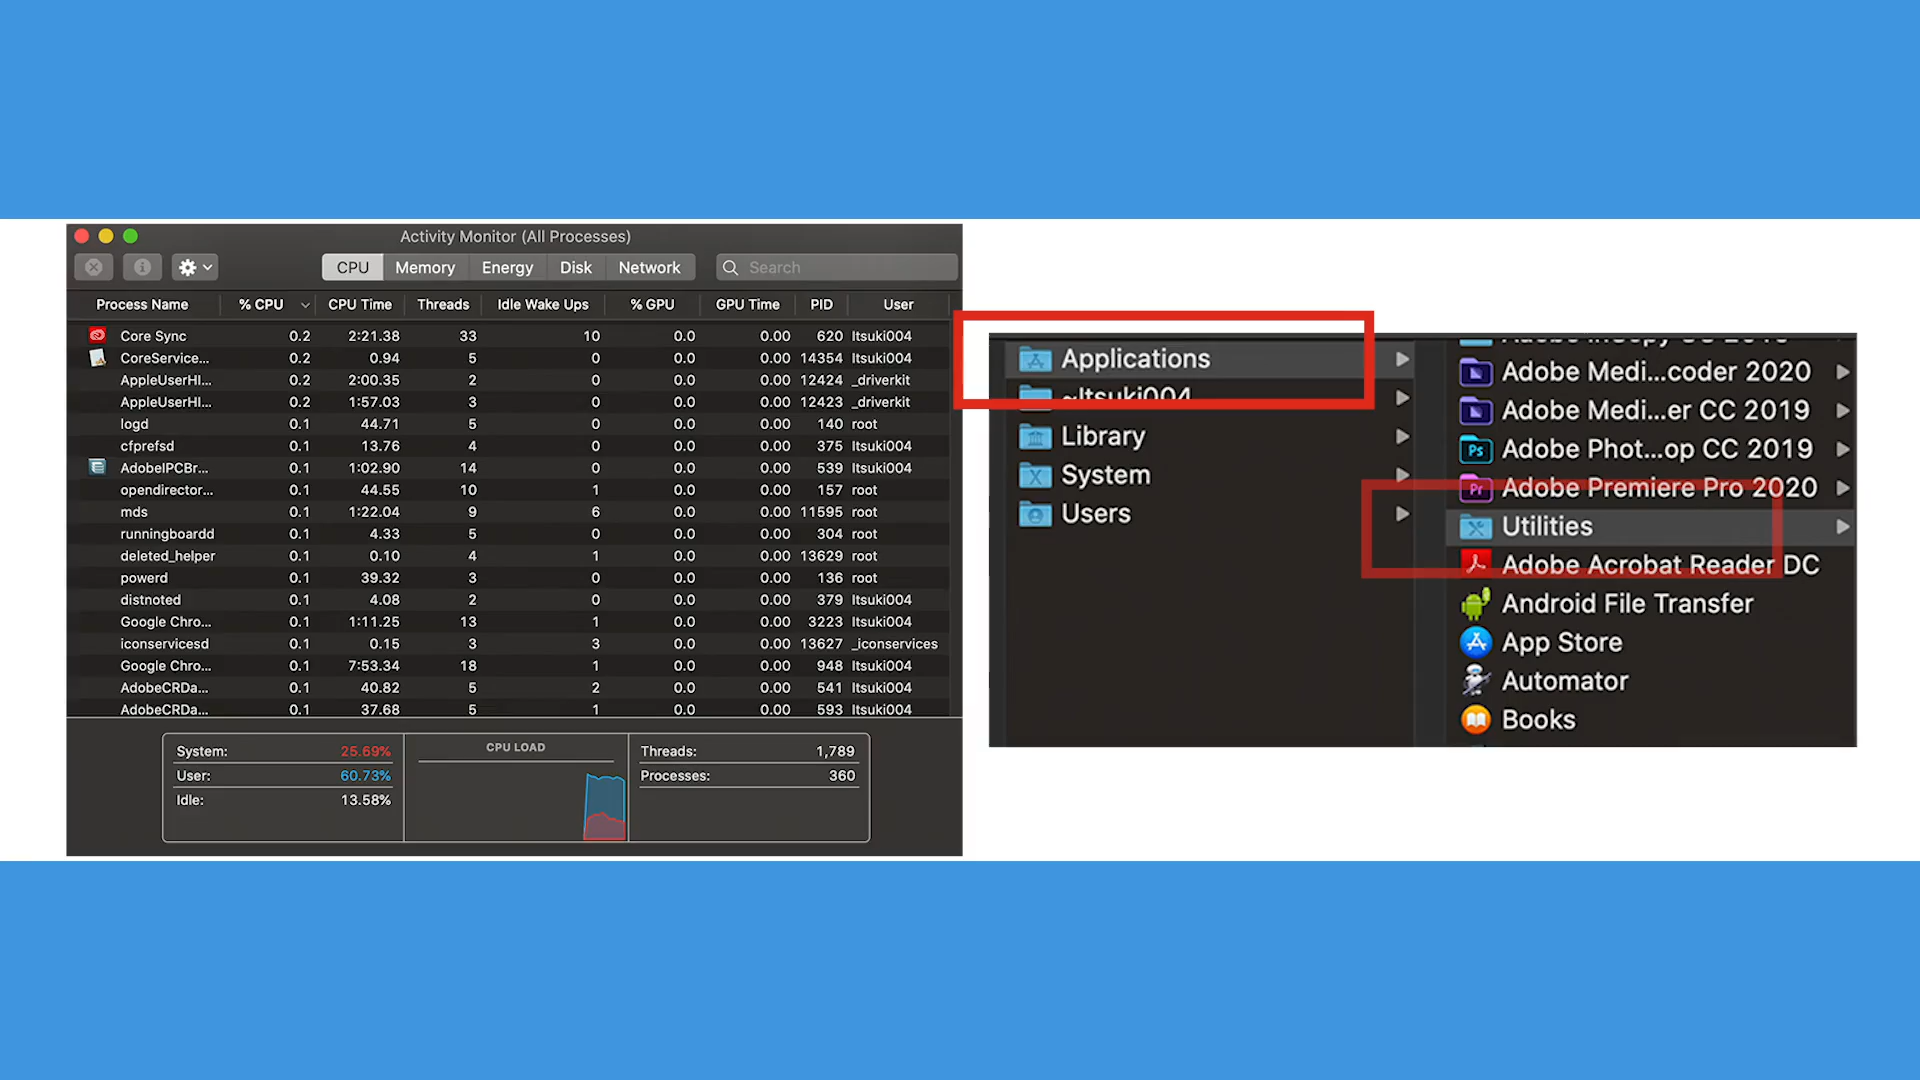 Activity Monitor (All Processes)
CPU Memory Energy Disk Network Search
Process Name % CPU CPU Time Threads Idle Wake Ups % GPU GPU Time PID User
Core Sync 0.2 2:21.38 33 10 0.0 0.00 620 ltsuki004
CoreService... 0.2 0.94 5 0 0.0 0.00 14354 ltsuki004
AppleUserHI... 0.2 2:00.35 2 0 0.0 0.00 12424 _driverkit
AppleUserHI... 0.2 1:57.03 3 0 0.0 0.00 12423 _driverkit
logd 0.1 44.71 5 0 0.0 0.00 140 root
cfprefsd 0.1 13.76 4 0 0.0 0.00 375 ltsuki004
AdobeIPCBr... 0.1 1:02.90 14 0 0.0 0.00 539 ltsuki004
opendirector... 0.1 44.55 10 1 0.0 0.00 157 root
mds 0.1 1:22.04 9 6 0.0 0.00 11595 root
runningboardd 0.1 4.33 5 0 0.0 0.00 304 root
deleted_helper 0.1 0.10 4 1 0.0 0.00 13629 root
powerd 0.1 39.32 3 0 0.0 0.00 136 root
distnoted 0.1 4.08 2 0 0.0 0.00 379 ltsuki004
Google Chro... 0.1 1:11.25 13 1 0.0 0.00 3223 ltsuki004
iconservicesd 0.1 0.15 3 3 0.0 0.00 13627 _iconservices
Google Chro... 0.1 7:53.34 18 1 0.0 0.00 948 ltsuki004
AdobeCRDa... 0.1 40.82 5 2 0.0 0.00 541 ltsuki004
AdobeCRDa... 0.1 37.68 5 1 0.0 0.00 593 ltsuki004
System: 25.69%
User: 60.73%
Idle: 13.58%
CPU LOAD
Threads: 1,789
Processes: 360
Applications
~ltsuki004
Library
System
Users
Adobe Medi...coder 2020
Adobe Medi...er CC 2019
Adobe Phot...op CC 2019
Adobe Premiere Pro 2020
Utilities
Adobe Acrobat Reader DC
Android File Transfer
App Store
Automator
Books